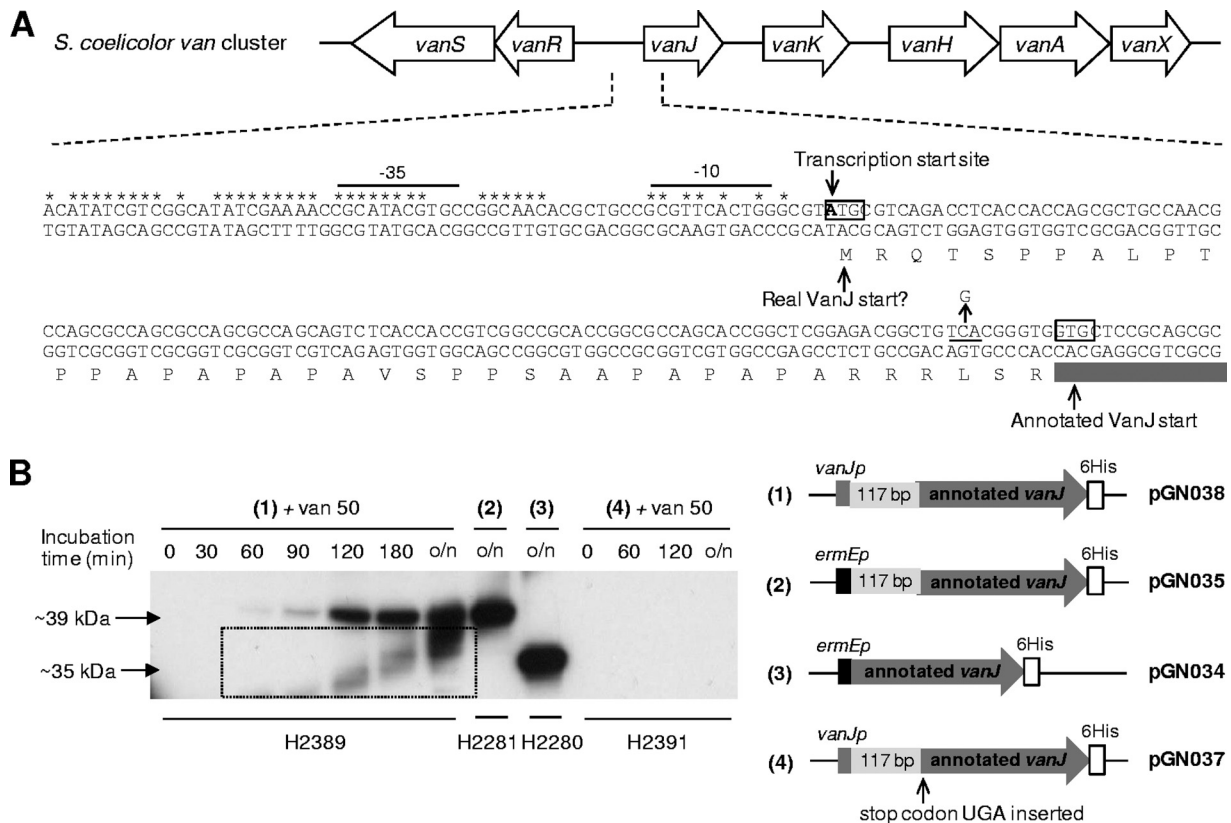 A
S. coelicolor van cluster
vanS vanR vanJ vanK vanH vanA vanX
Transcription start site
-35 -10
ACATATCGTCGGCATATCGAAAACCGCATACGTGCCGGCAACACGCTGCCGCGTTCACTGGGCGTATGCGTCAGACCTCACCACCAGCGCTGCCAACG
TGTATAGCAGCCGTATAGCTTTTGGCGTATGCACGGCCGTTGTGCGACGGCGCAAGTGACCCGCATACGCAGTCTGGAGTGGTGGTCGCGACGGTTGC
M R Q T S P P A L P T
Real VanJ start?
G
CCAGCGCCAGCGCCAGCGCCAGCAGTCTCACCACCGTCGGCCGCACCGGCGCCAGCACCGGCTCGGAGACGGCTGTCACGGGTGGTGCTCCGCAGCGC
GGTCGCGGTCGCGGTCGCGGTCGTCAGAGTGGTGGCAGCCGGCGTGGCCGCGGTCGTGGCCGAGCCTCTGCCGACAGTGCCCACCACGAGGCGTCGCG
P P A P A P A P A V S P P S A A P A P A P A R R R L S R
Annotated VanJ start
B
(1) + van 50 (2) (3) (4) + van 50
Incubation time (min)
0 30 60 90 120 180 o/n o/n o/n 0 60 120 o/n
~39 kDa
~35 kDa
H2389 H2281 H2280 H2391
vanJp 6His
(1) 117 bp annotated vanJ pGN038
ermEp 6His
(2) 117 bp annotated vanJ pGN035
ermEp 6His
(3) annotated vanJ pGN034
vanJp 6His
(4) 117 bp annotated vanJ pGN037
stop codon UGA inserted